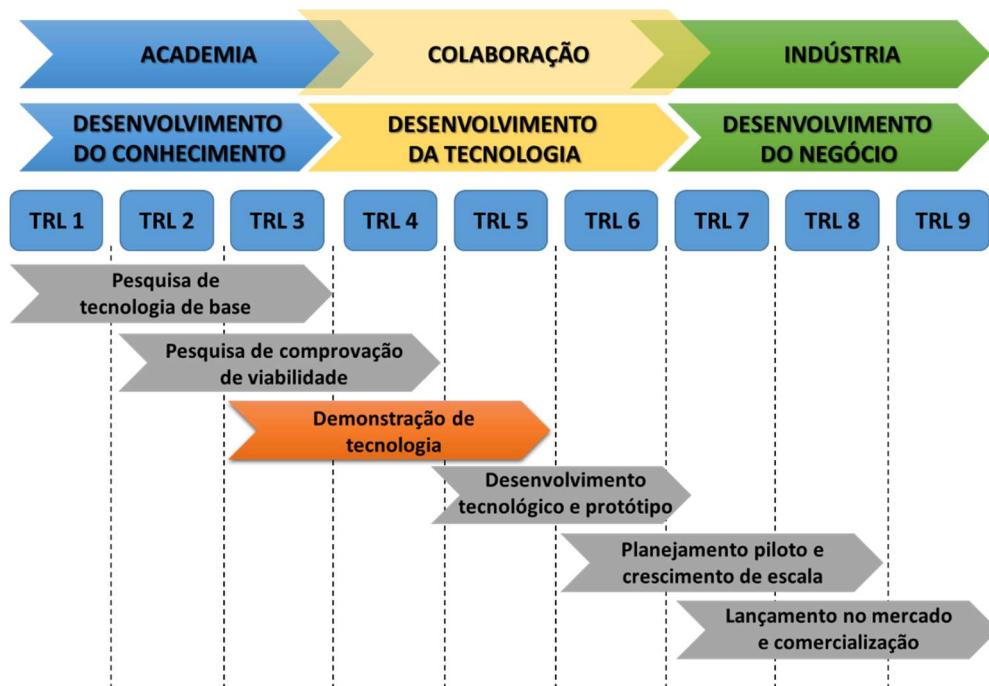 ACADEMIA
COLABORAÇÃO
INDÚSTRIA
DESENVOLVIMENTO
DO CONHECIMENTO
DESENVOLVIMENTO
DA TECNOLOGIA
DESENVOLVIMENTO
DO NEGÓCIO
TRL 1
TRL 2
TRL 3
TRL 4
TRL 5
TRL 6
TRL 7
TRL 8
TRL 9
Pesquisa de
tecnologia de base
Pesquisa de comprovação
de viabilidade
Demonstração de
tecnologia
Desenvolvimento
tecnológico e protótipo
Planejamento piloto e
crescimento de escala
Lançamento no mercado
e comercialização